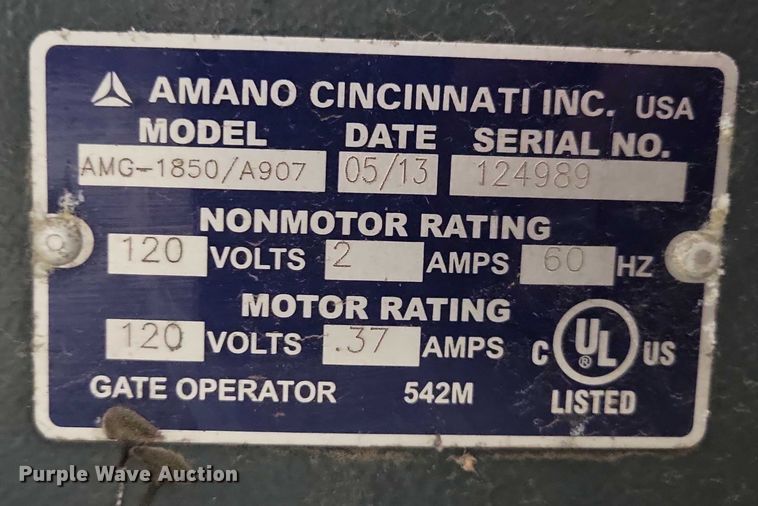 AMANO CINCINNATI INC. USA
MODEL DATE SERIAL NO.
AMG-1850/A907 05/13 124989
NONMOTOR RATING
120 VOLTS 2 AMPS 60 HZ
MOTOR RATING
120 VOLTS .37 AMPS
C UL ® US
GATE OPERATOR 542M LISTED
Purple Wave Auction